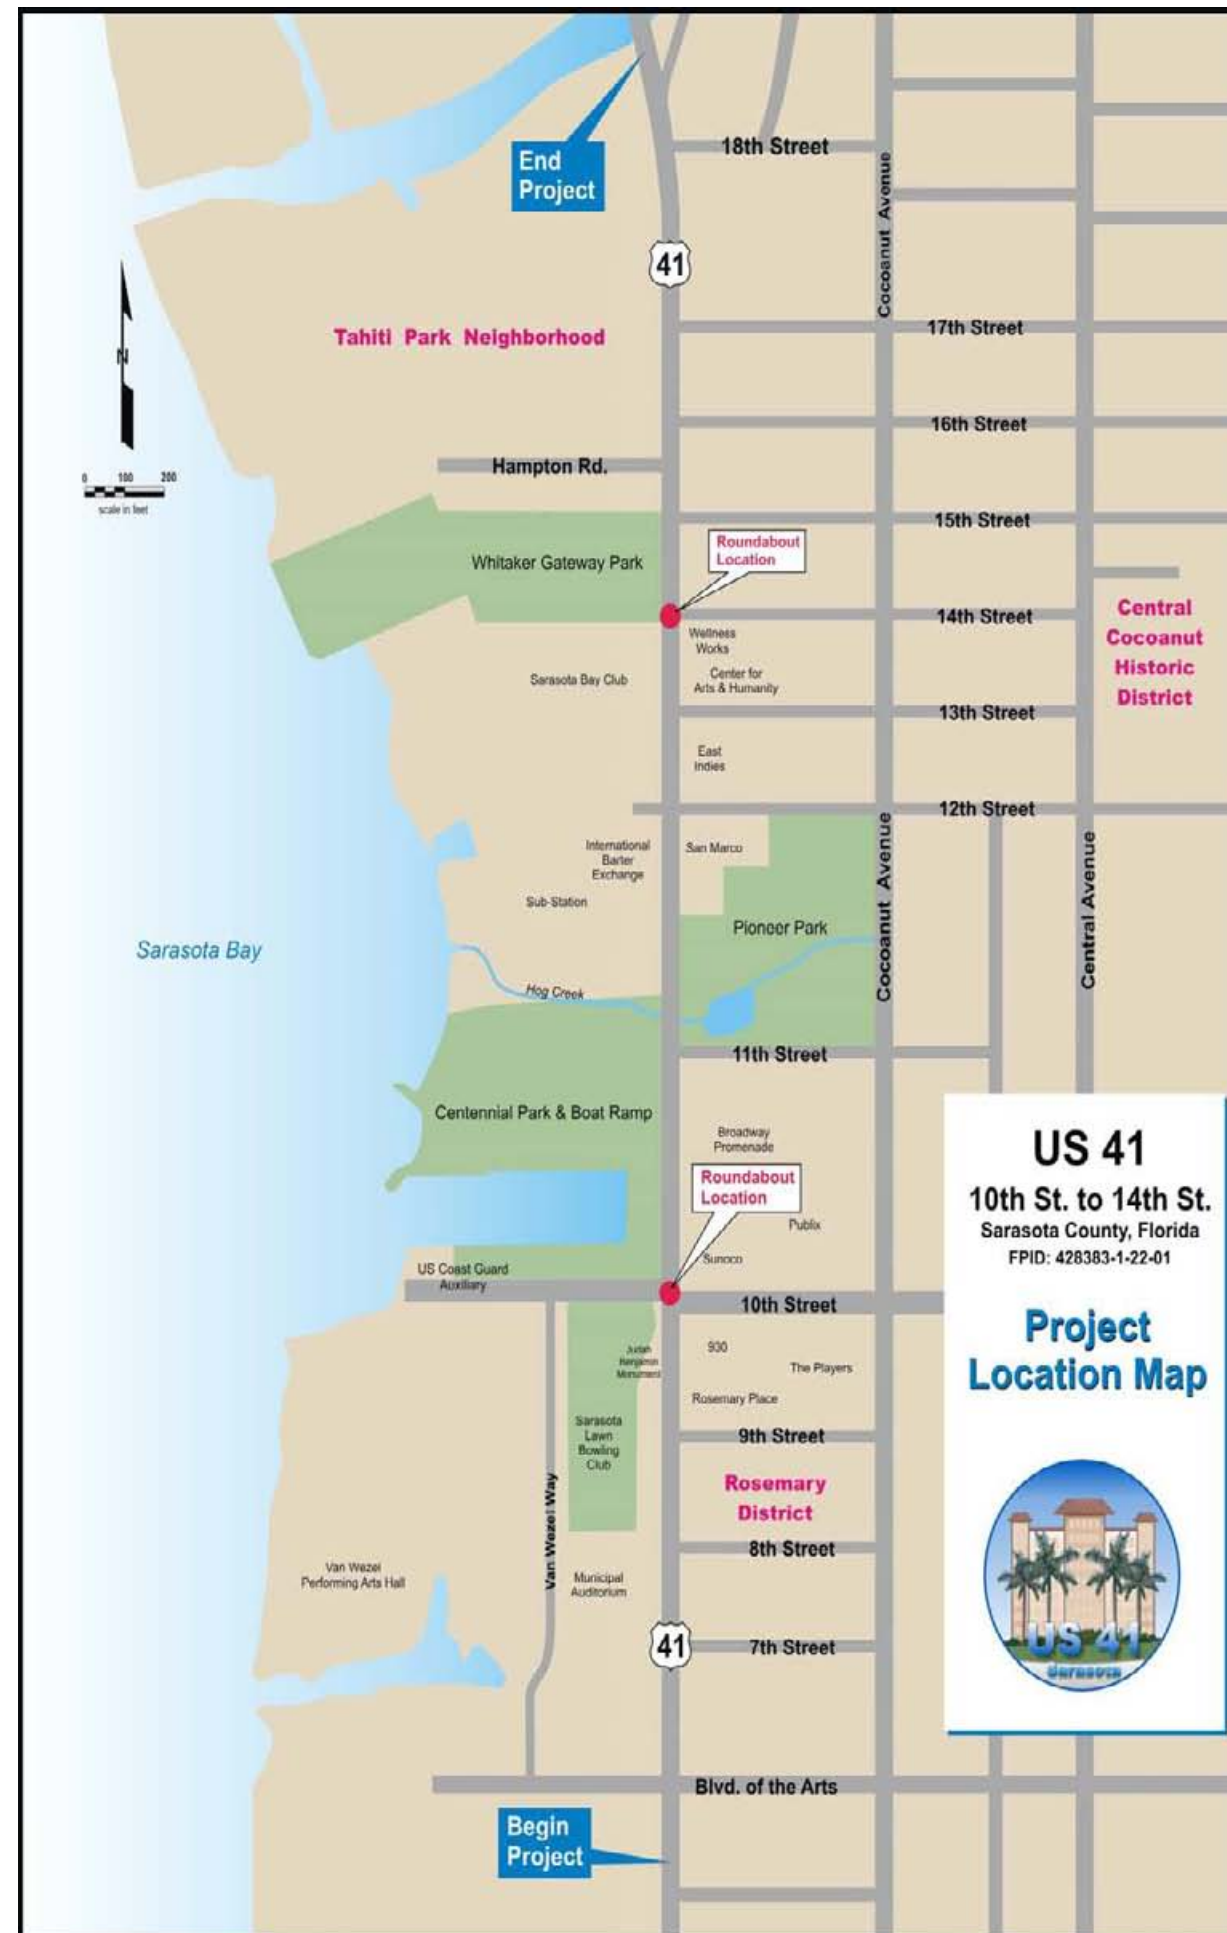 End
Project
18th Street
Cocoanut Avenue
41
17th Street
Tahiti Park Neighborhood
N
16th Street
Hampton Rd.
0 100 200
scale in feet
15th Street
Roundabout
Location
Whitaker Gateway Park
14th Street
Central
Cocoanut
Historic
District
Wellness
Works
Sarasota Bay Club
Center for
Arts & Humanity
13th Street
East
Indies
12th Street
International
Barter
Exchange
San Marco
Sub-Station
Pioneer Park
Cocoanut Avenue
Central Avenue
Sarasota Bay
Hog Creek
11th Street
Centennial Park & Boat Ramp
Broadway
Promenade
Roundabout
Location
Publix
Sunoco
US Coast Guard
Auxiliary
10th Street
US 41
10th St. to 14th St.
Sarasota County, Florida
FPID: 428383-1-22-01
Project
Location Map
US 41
Sarasota
Judah
Benjamin
Monument
930
The Players
Rosemary Place
Sarasota
Lawn
Bowling
Club
9th Street
Rosemary
District
Van Wezel Way
8th Street
Van Wezel
Performing Arts Hall
Municipal
Auditorium
41
7th Street
Blvd. of the Arts
Begin
Project